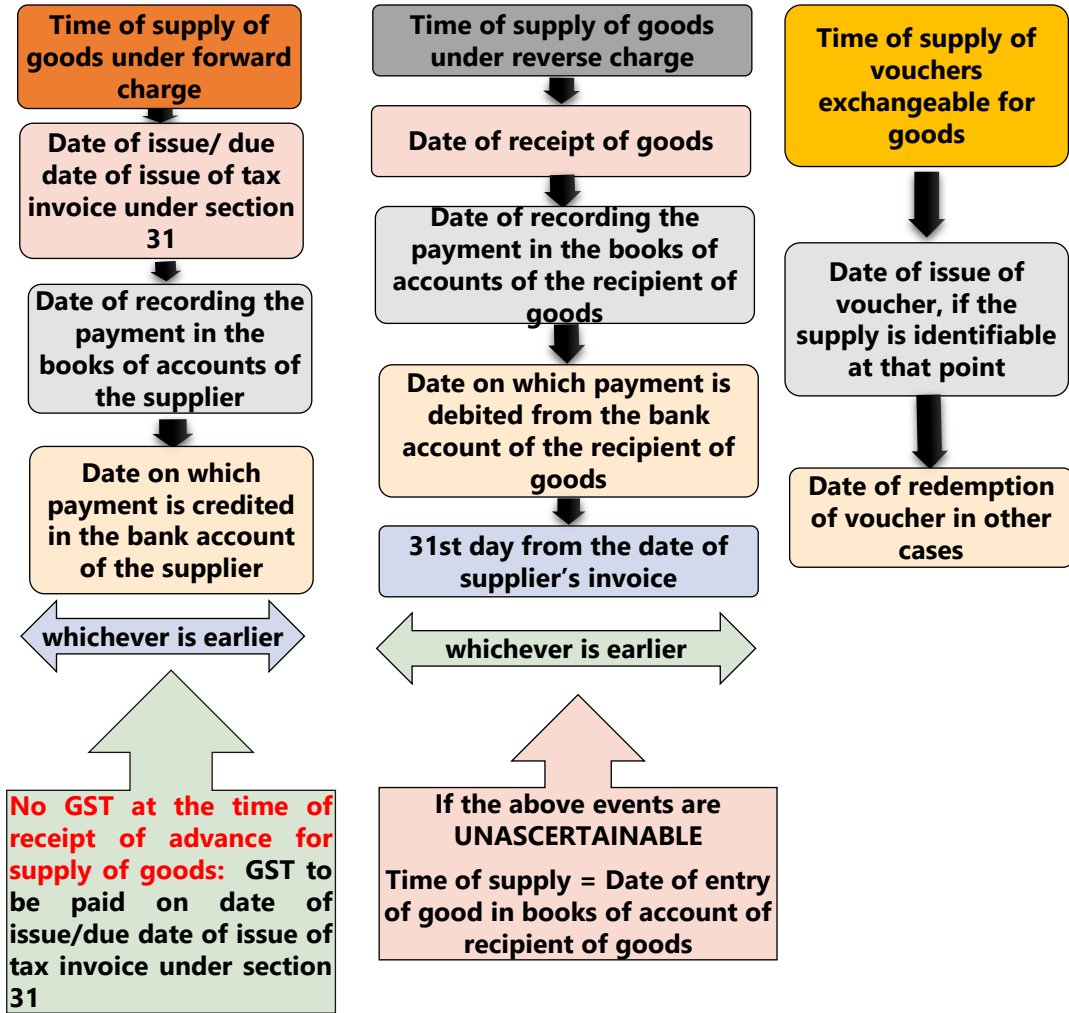 Time of supply of
goods under forward
charge
Date of issue/ due
date of issue of tax
invoice under section
31
Date of recording the
payment in the
books of accounts of
the supplier
Date on which
payment is credited
in the bank account
of the supplier
whichever is earlier
No GST at the time of
receipt of advance for
supply of goods: GST to
be paid on date of
issue/due date of issue of
tax invoice under section
31
Time of supply of goods
under reverse charge
Date of receipt of goods
Date of recording the
payment in the books of
accounts of the recipient of
goods
Date on which payment is
debited from the bank
account of the recipient of
goods
31st day from the date of
supplier’s invoice
whichever is earlier
If the above events are
UNASCERTAINABLE
Time of supply = Date of entry
of good in books of account of
recipient of goods
Time of supply of
vouchers
exchangeable for
goods
Date of issue of
voucher, if the
supply is identifiable
at that point
Date of redemption
of voucher in other
cases